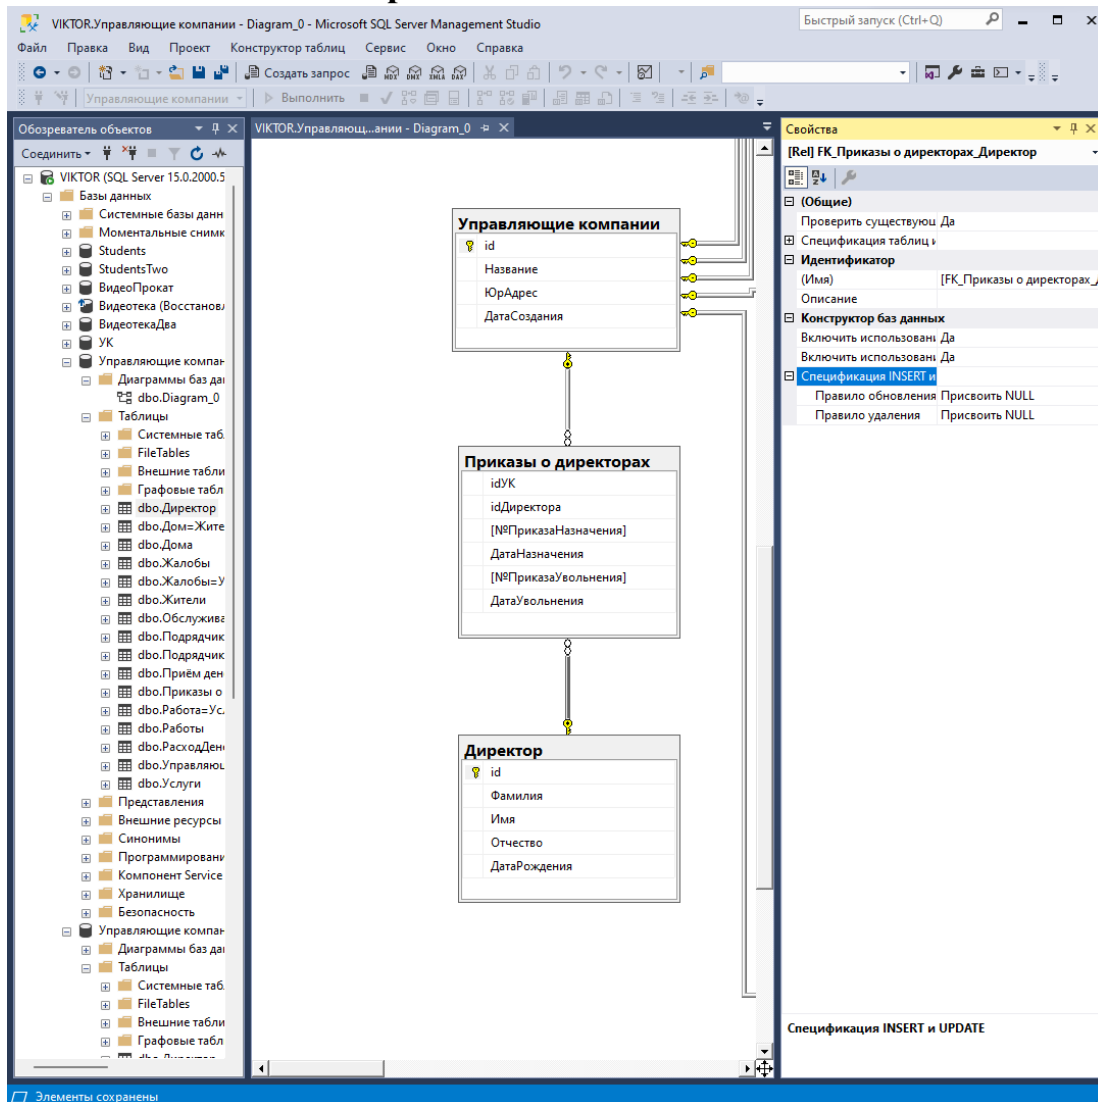 VIKTOR.Управляющие компании - Diagram_0 - Microsoft SQL Server Management Studio
Быстрый запуск (Ctrl+Q)
Файл Правка Вид Проект Конструктор таблиц Сервис Окно Справка
Создать запрос
Управляющие компании
Выполнить
Обозреватель объектов
Соединить
VIKTOR (SQL Server 15.0.2000.5
Базы данных
Системные базы данн
Моментальные снимк
Students
StudentsTwo
ВидеоПрокат
Видеотека (Восстановл
ВидеотекаДва
УК
Управляющие компан
Диаграммы баз дан
dbo.Diagram_0
Таблицы
Системные таб
FileTables
Внешние табли
Графовые табл
dbo.Директор
dbo.Дом=Жите
dbo.Дома
dbo.Жалобы
dbo.Жалобы=У
dbo.Жители
dbo.Обслужива
dbo.Подрядчик
dbo.Подрядчик
dbo.Приём ден
dbo.Приказы о
dbo.Работа=Ус
dbo.Работы
dbo.РасходДен
dbo.Управляющ
dbo.Услуги
Представления
Внешние ресурсы
Синонимы
Программировани
Компонент Service
Хранилище
Безопасность
Управляющие компан
Диаграммы баз дан
Таблицы
Системные таб
FileTables
Внешние табли
Графовые табл
dbo.Директор
VIKTOR.Управляющ...ании - Diagram_0
Управляющие компании
id
Название
ЮрАдрес
ДатаСоздания
Приказы о директорах
idУК
idДиректора
[№ПриказаНазначения]
ДатаНазначения
[№ПриказаУвольнения]
ДатаУвольнения
Директор
id
Фамилия
Имя
Отчество
ДатаРождения
Свойства
[Rel] FK_Приказы о директорах_Директор
(Общие)
Проверить существующ Да
Спецификация таблиц и
Идентификатор
(Имя) [FK_Приказы о директорах_Д
Описание
Конструктор баз данных
Включить использовани Да
Включить использовани Да
Спецификация INSERT и
Правило обновления Присвоить NULL
Правило удаления Присвоить NULL
Спецификация INSERT и UPDATE
Элементы сохранены